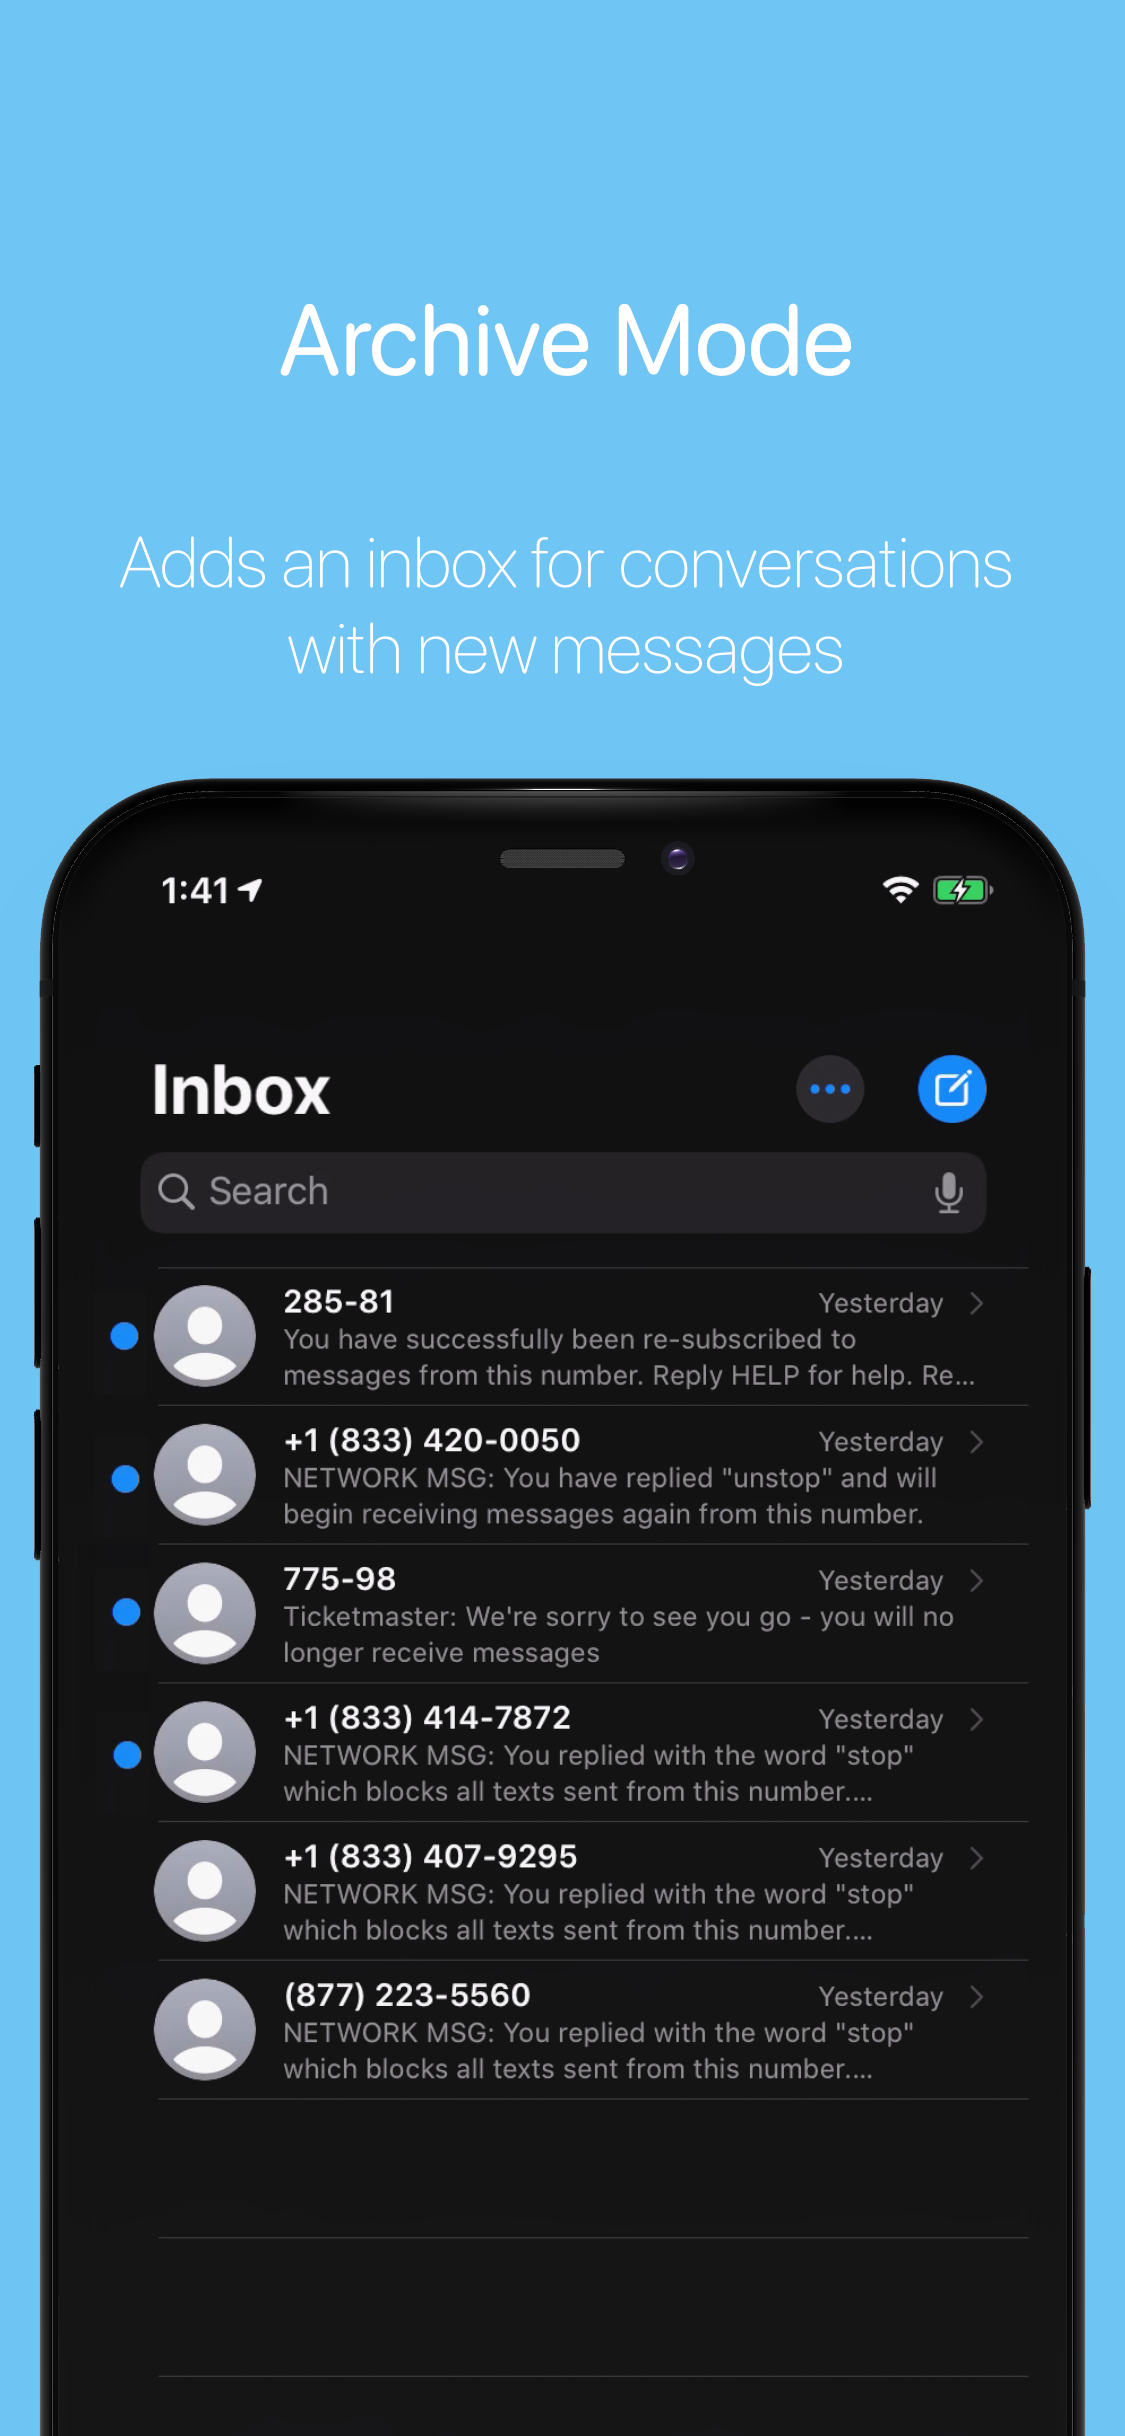 Archive Mode
Adds an inbox for conversations
with new messages
1:41
Inbox
Search
285-81
Yesterday
You have successfully been re-subscribed to
messages from this number. Reply HELP for help. Re...
+1 (833) 420-0050
Yesterday
NETWORK MSG: You have replied "unstop" and will
begin receiving messages again from this number.
775-98
Yesterday
Ticketmaster: We're sorry to see you go - you will no
longer receive messages
+1 (833) 414-7872
Yesterday
NETWORK MSG: You replied with the word "stop"
which blocks all texts sent from this number....
+1 (833) 407-9295
Yesterday
NETWORK MSG: You replied with the word "stop"
which blocks all texts sent from this number....
(877) 223-5560
Yesterday
NETWORK MSG: You replied with the word "stop"
which blocks all texts sent from this number....